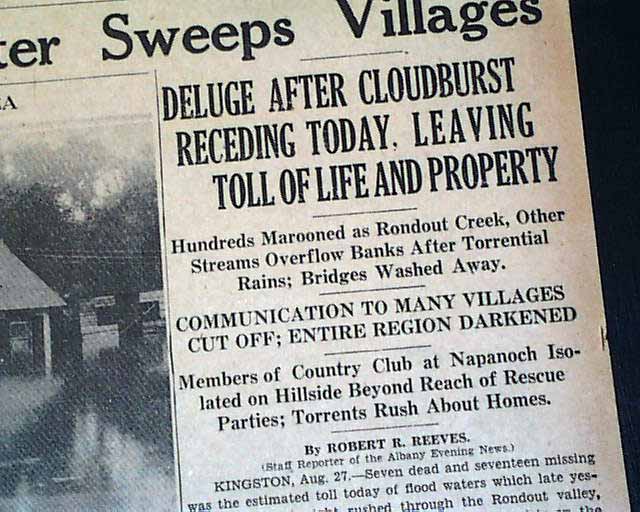 ter Sweeps Villages
A
DELUGE AFTER CLOUDBURST
RECEDING TODAY, LEAVING
TOLL OF LIFE AND PROPERTY
Hundreds Marooned as Rondout Creek, Other
Streams Overflow Banks After Torrential
Rains; Bridges Washed Away.
COMMUNICATION TO MANY VILLAGES
CUT OFF; ENTIRE REGION DARKENED
Members of Country Club at Napanoch Iso-
lated on Hillside Beyond Reach of Rescue
Parties; Torrents Rush About Homes.
By ROBERT R. REEVES.
(Staff Reporter of the Albany Evening News.)
KINGSTON, Aug. 27.—Seven dead and seventeen missing
was the estimated toll today of flood waters which late yes-
rushed through the Rondout valley,
the